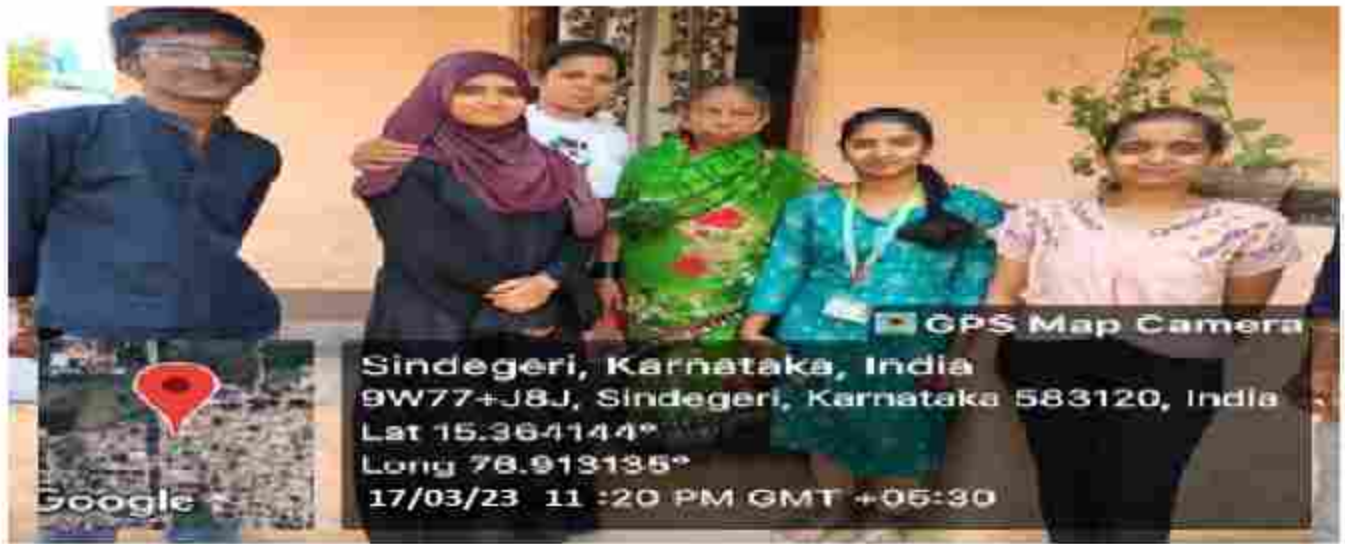 GPS Map Camera
Sindegeri, Karnataka, India
9W77+J8J, Sindegeri, Karnataka 583120, India
Lat 15.364144°
Long 76.913135°
17/03/23 11 :20 PM GMT +05:30
Google